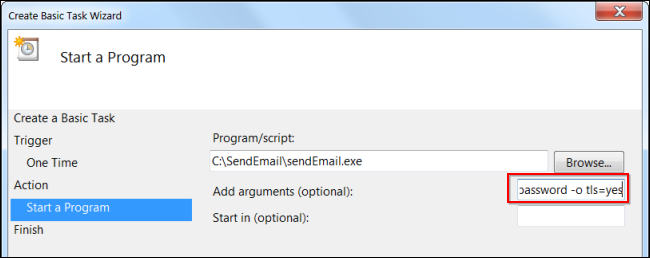 Create Basic Task Wizard
Start a Program
Create a Basic Task
Trigger
One Time
Action
Start a Program
Finish
Program/script:
C:\SendEmail\sendEmail.exe
Browse...
Add arguments (optional):
password -o tls=yes
Start in (optional):